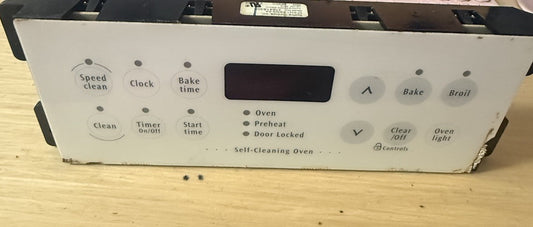 Speed
clean
Clock
Bake
time
Bake
Broil
Clean
Timer
On/Off
Start
time
Oven
Preheat
Door Locked
Clear
/Off
Oven
light
Controls
Self-Cleaning Oven